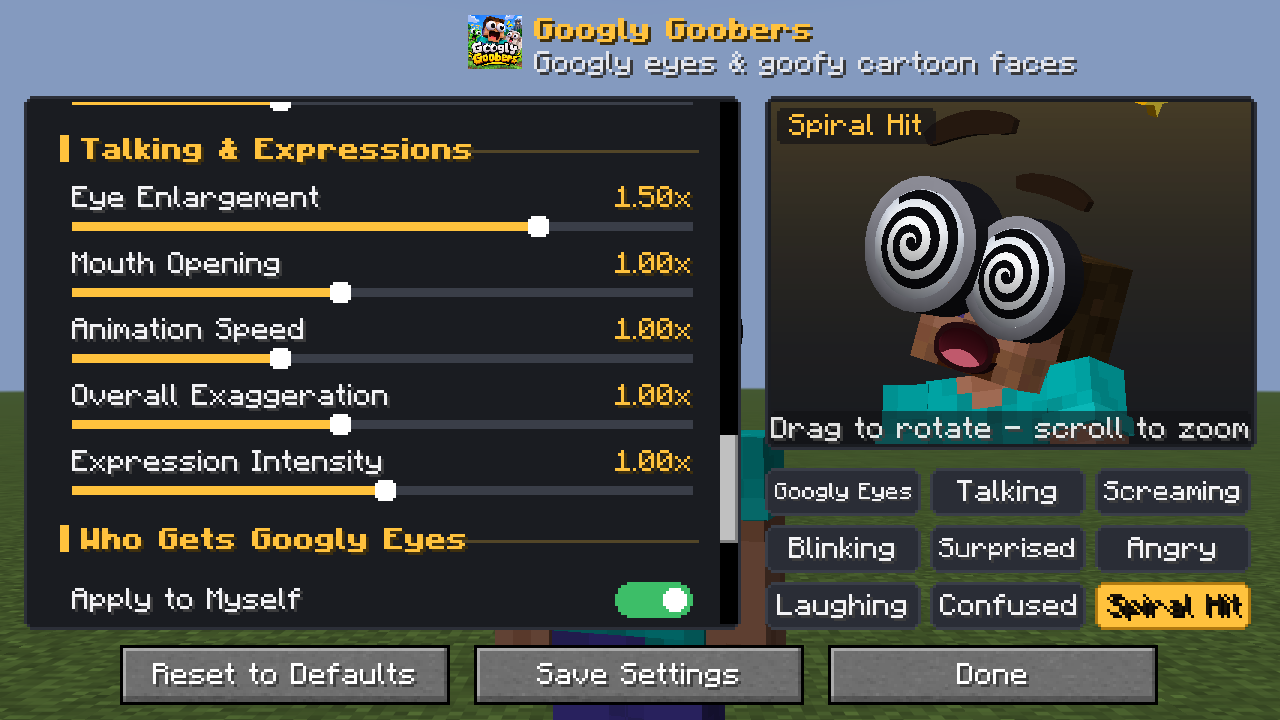 Googly Goobers
Googly Goobers
Googly eyes & goofy cartoon faces
Talking & Expressions
Eye Enlargement 1.50x
Mouth Opening 1.00x
Animation Speed 1.00x
Overall Exaggeration 1.00x
Expression Intensity 1.00x
Who Gets Googly Eyes
Apply to Myself
Spiral Hit
Drag to rotate - scroll to zoom
Googly Eyes Talking Screaming
Blinking Surprised Angry
Laughing Confused Spiral Hit
Reset to Defaults Save Settings Done